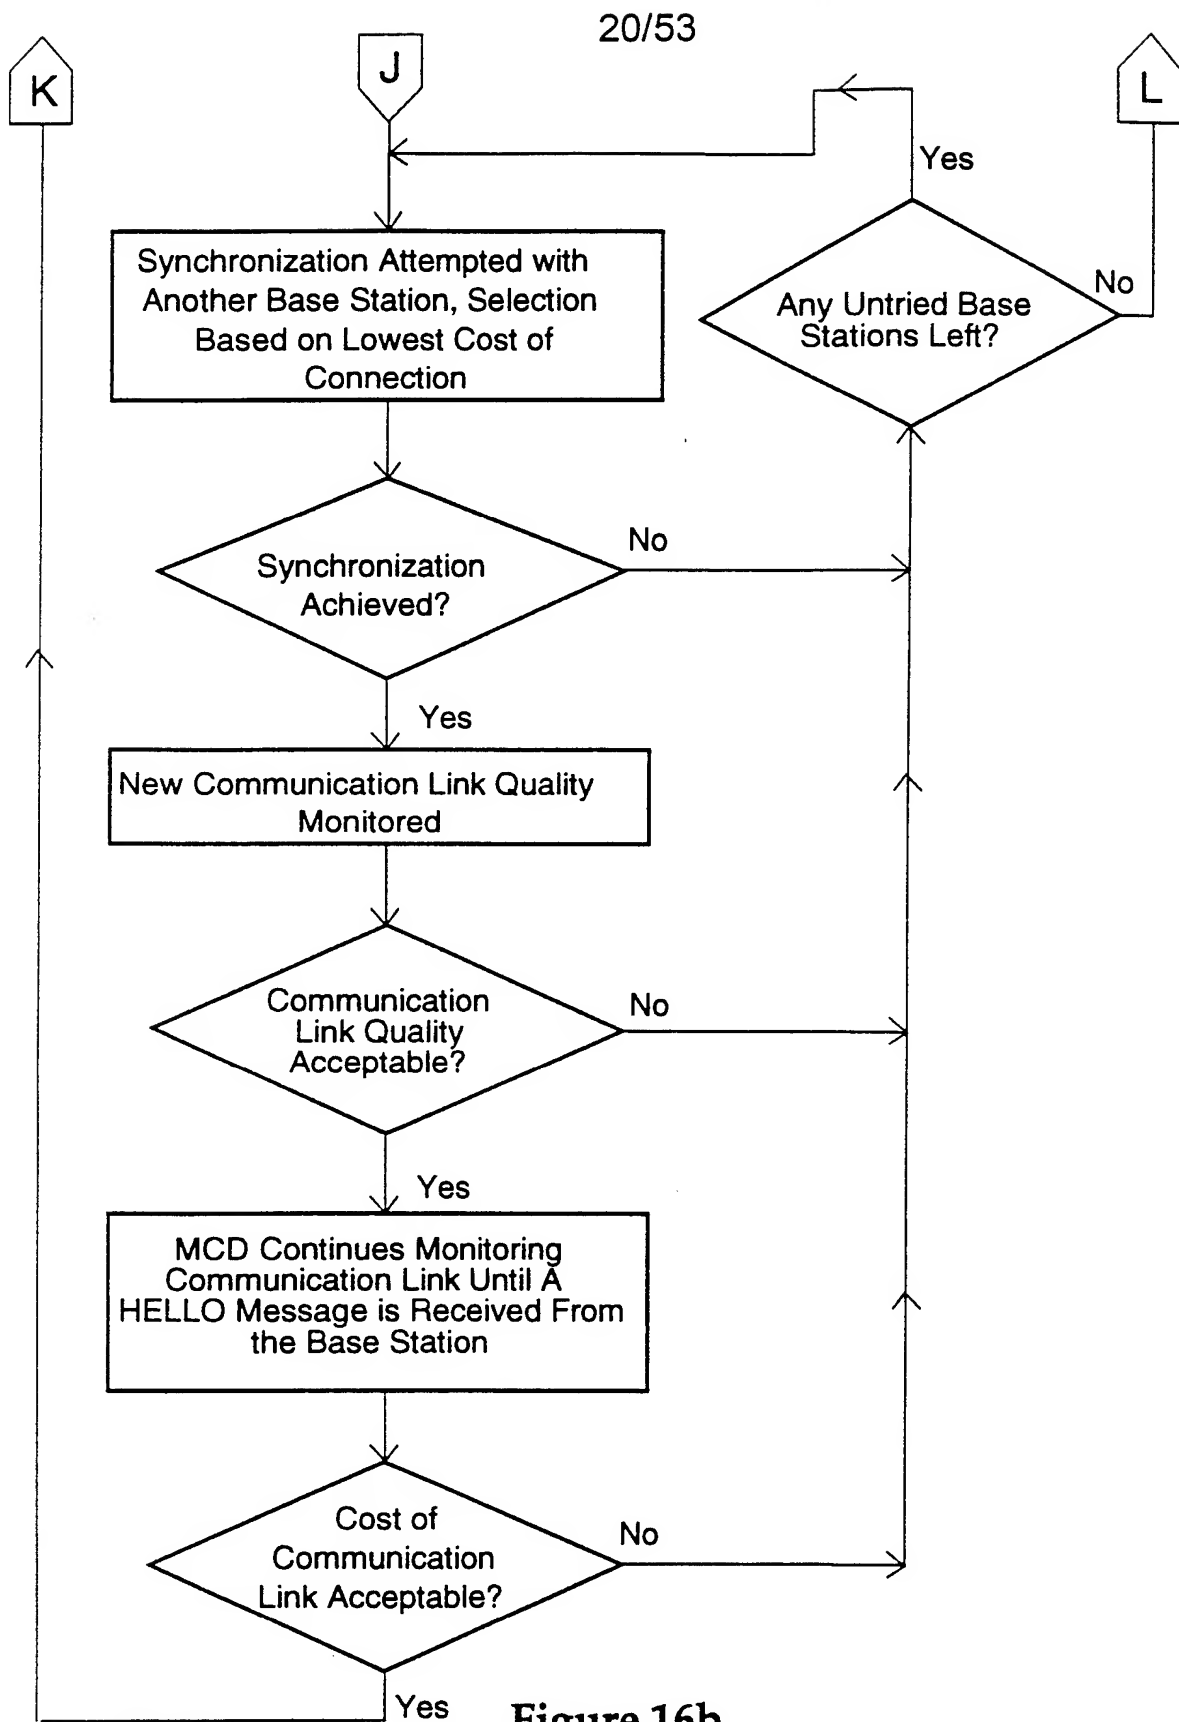 20/53
K
J
L
Yes
Synchronization Attempted with
Another Base Station, Selection
Based on Lowest Cost of
Connection
No
Any Untried Base
Stations Left?
No
Synchronization
Achieved?
Yes
New Communication Link Quality
Monitored
No
Communication
Link Quality
Acceptable?
Yes
MCD Continues Monitoring
Communication Link Until A
HELLO Message is Received From
the Base Station
No
Cost of
Communication
Link Acceptable?
Yes
Figure 16b